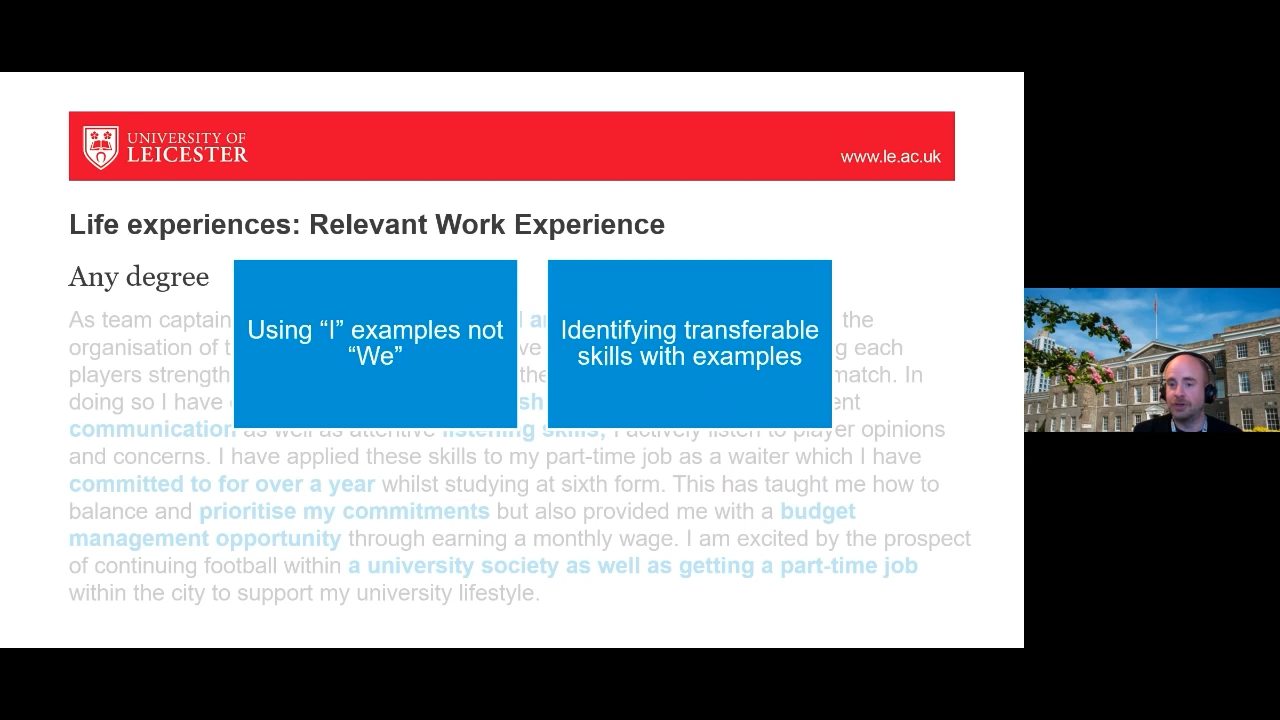 UNIVERSITY OF
LEICESTER
www.le.ac.uk
Life experiences: Relevant Work Experience
Any degree
Using “I” examples not
“We”
Identifying transferable
skills with examples
As team captain the
organisation of each
players strength match. In
doing so I have
communication as well as attentive listening skills, I actively listen to player opinions
and concerns. I have applied these skills to my part-time job as a waiter which I have
committed to for over a year whilst studying at sixth form. This has taught me how to
balance and prioritise my commitments but also provided me with a budget
management opportunity through earning a monthly wage. I am excited by the prospect
of continuing football within a university society as well as getting a part-time job
within the city to support my university lifestyle.